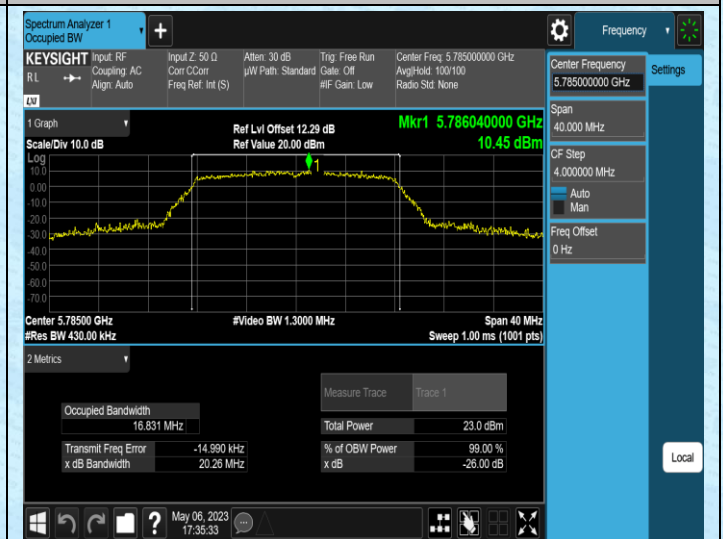 Spectrum Analyzer 1
Occupied BW
+
Frequency
KEYSIGHT
R L
LXI
Input: RF
Coupling: AC
Align: Auto
Input Z: 50 Ω
Corr CCorr
Freq Ref: Int (S)
Atten: 30 dB
µW Path: Standard
Trig: Free Run
Gate: Off
#IF Gain: Low
Center Freq: 5.785000000 GHz
Avg|Hold: 100/100
Radio Std: None
Center Frequency
5.785000000 GHz
Settings
Span
40.000 MHz
CF Step
4.000000 MHz
Auto
Man
Freq Offset
0 Hz
Local
1 Graph
Scale/Div 10.0 dB
Ref Lvl Offset 12.29 dB
Ref Value 20.00 dBm
Mkr1 5.786040000 GHz
10.45 dBm
Log
10.0
0.00
-10.0
-20.0
-30.0
-40.0
-50.0
-60.0
-70.0
1
Center 5.78500 GHz
#Res BW 430.00 kHz
#Video BW 1.3000 MHz
Span 40 MHz
Sweep 1.00 ms (1001 pts)
2 Metrics
Measure Trace Trace 1
Occupied Bandwidth
16.831 MHz
Total Power 23.0 dBm
Transmit Freq Error -14.990 kHz
% of OBW Power 99.00 %
x dB Bandwidth 20.26 MHz
x dB -26.00 dB
?
May 06, 2023
17:35:33